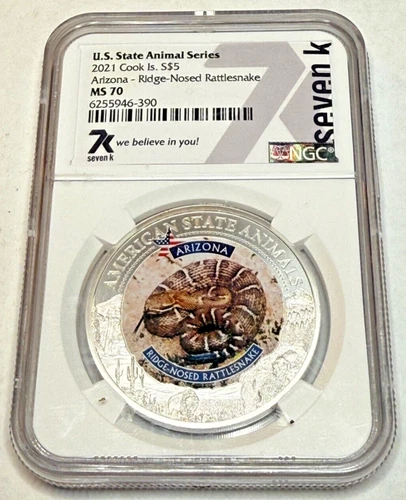 U.S. State Animal Series
2021 Cook Is. S$5
Arizona - Ridge-Nosed Rattlesnake
MS 70
6255946-390
7K
seven k
we believe in you!
seven k
NGC®
AMERICAN STATE ANIMALS
ARIZONA
RIDGE-NOSED RATTLESNAKE